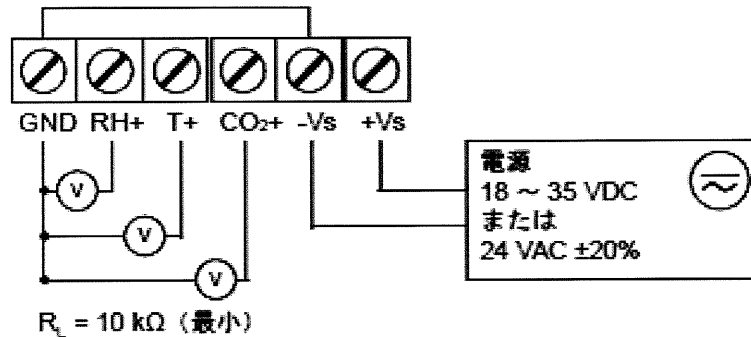 GND RH+ T+ CO₂+ -Vs +Vs
電源
18 ～ 35 VDC
または
24 VAC ±20%
V
V
V
R_L = 10 kΩ（最小）